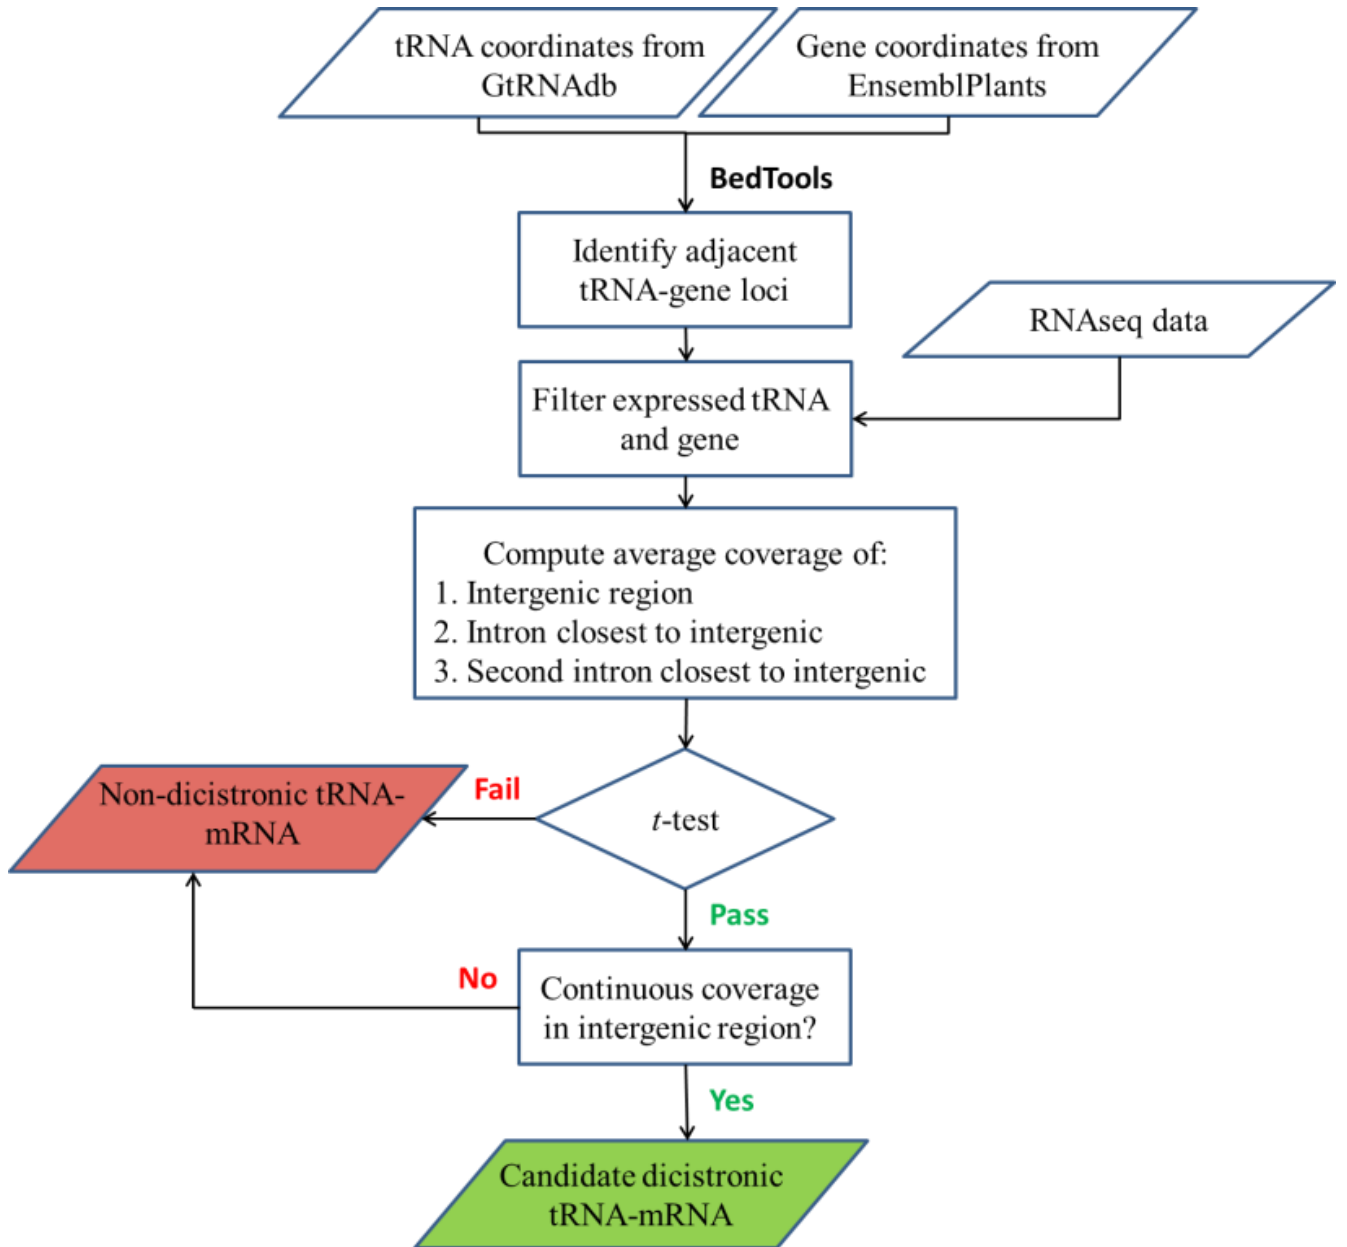 tRNA coordinates from
GtRNAdb
Gene coordinates from
EnsemblPlants
BedTools
Identify adjacent
tRNA-gene loci
RNAseq data
Filter expressed tRNA
and gene
Compute average coverage of:
1. Intergenic region
2. Intron closest to intergenic
3. Second intron closest to intergenic
Non-dicistronic tRNA-
mRNA
Fail
t-test
Pass
No
Continuous coverage
in intergenic region?
Yes
Candidate dicistronic
tRNA-mRNA